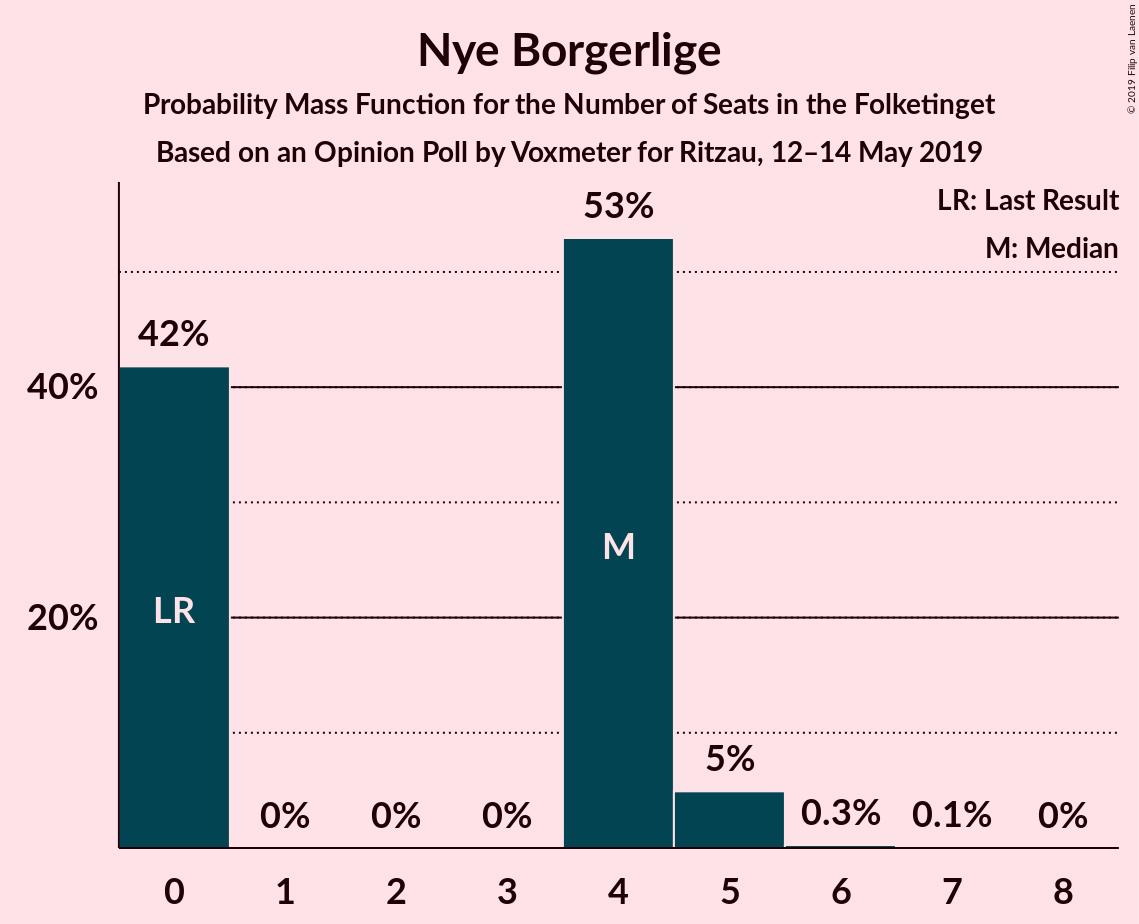 Nye Borgerlige
Probability Mass Function for the Number of Seats in the Folketinget
Based on an Opinion Poll by Voxmeter for Ritzau, 12–14 May 2019
© 2019 Filip van Laenen
LR: Last Result
M: Median
53%
42%
40%
M
LR
20%
5%
0%
0%
0%
0.3%
0.1%
0%
0
1
2
3
4
5
6
7
8